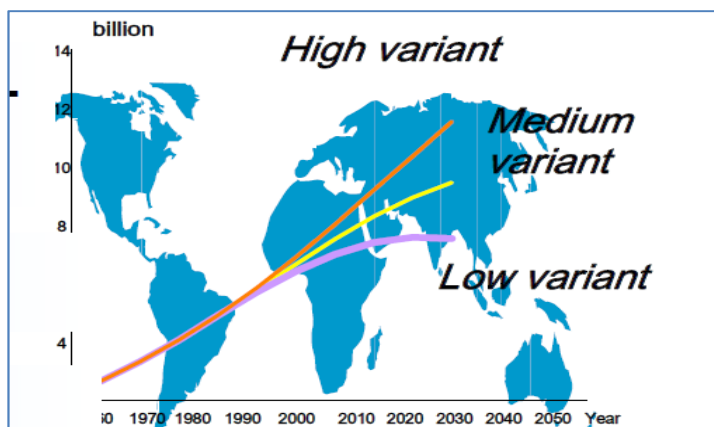 billion
14
High variant
12
Medium
variant
10
8
Low variant
4
1970 1980 1990 2000 2010 2020 2030 2040 2050 Year